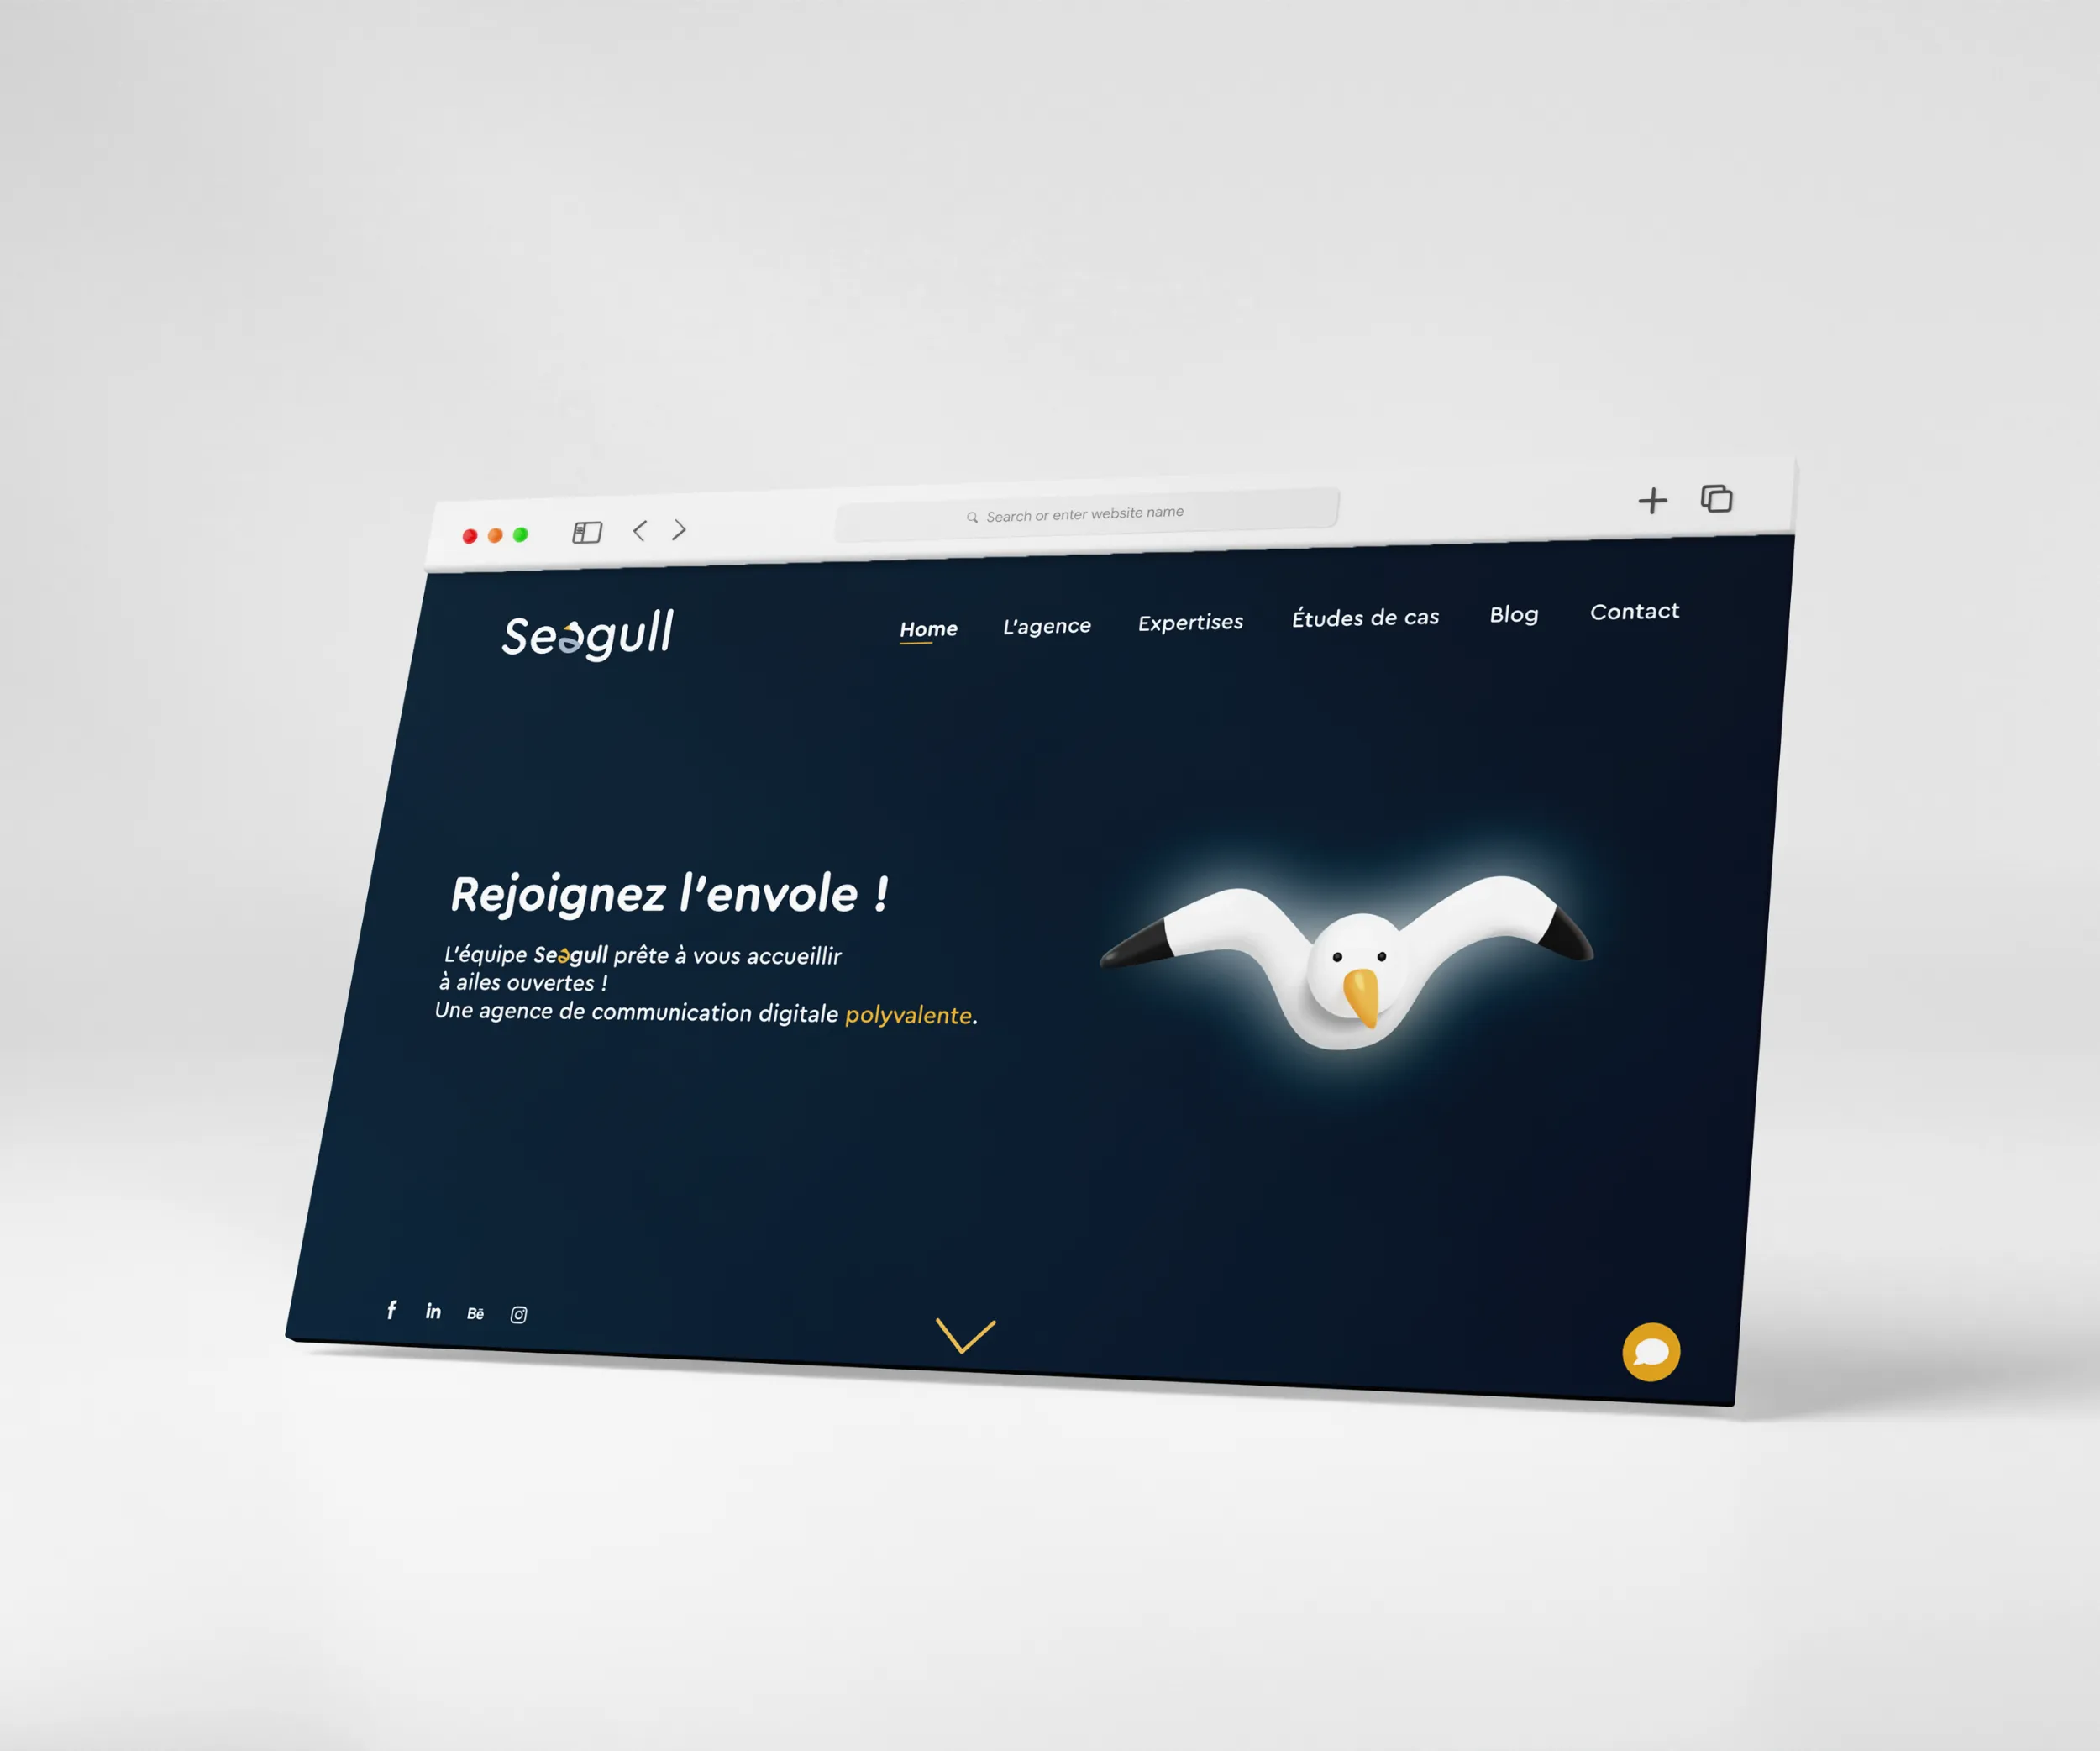 Search or enter website name
Seagull
Home L'agence Expertises Études de cas Blog Contact
Rejoignez l'envole !
L'équipe Seagull prête à vous accueillir
à ailes ouvertes !
Une agence de communication digitale polyvalente.
f in Bē